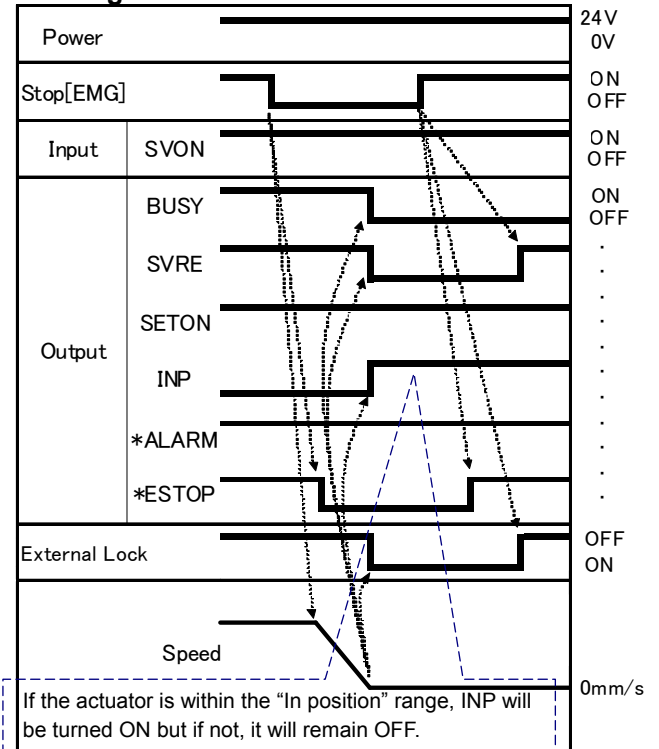 24V
Power
0V
Stop[EMG]
ON
OFF
Input
SVON
ON
OFF
BUSY
ON
OFF
SVRE
SETON
Output
INP
*ALARM
*ESTOP
External Lock
OFF
ON
Speed
0mm/s
If the actuator is within the “In position” range, INP will
be turned ON but if not, it will remain OFF.